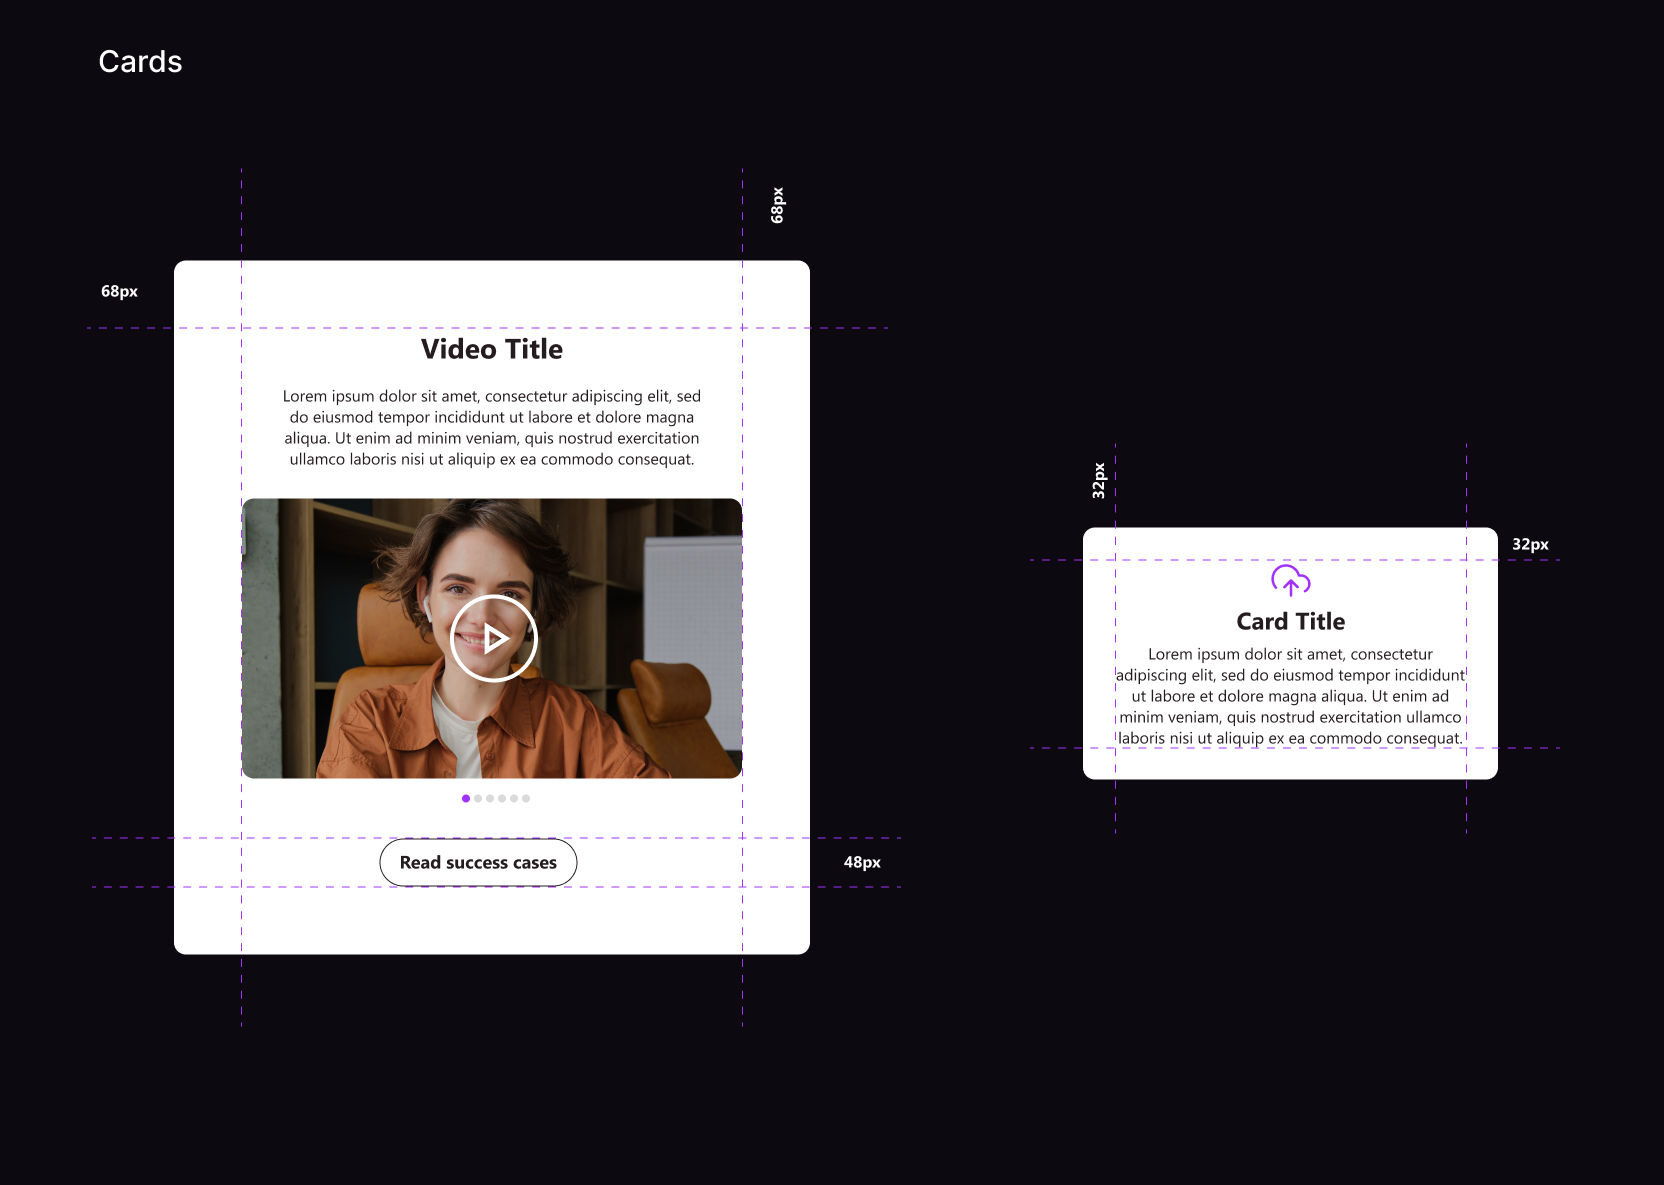 Cards
68px
68px
Video Title
Lorem ipsum dolor sit amet, consectetur adipiscing elit, sed
do eiusmod tempor incididunt ut labore et dolore magna
aliqua. Ut enim ad minim veniam, quis nostrud exercitation
ullamco laboris nisi ut aliquip ex ea commodo consequat.
Read success cases
48px
32px
32px
Card Title
Lorem ipsum dolor sit amet, consectetur
adipiscing elit, sed do eiusmod tempor incididunt
ut labore et dolore magna aliqua. Ut enim ad
minim veniam, quis nostrud exercitation ullamco
laboris nisi ut aliquip ex ea commodo consequat.